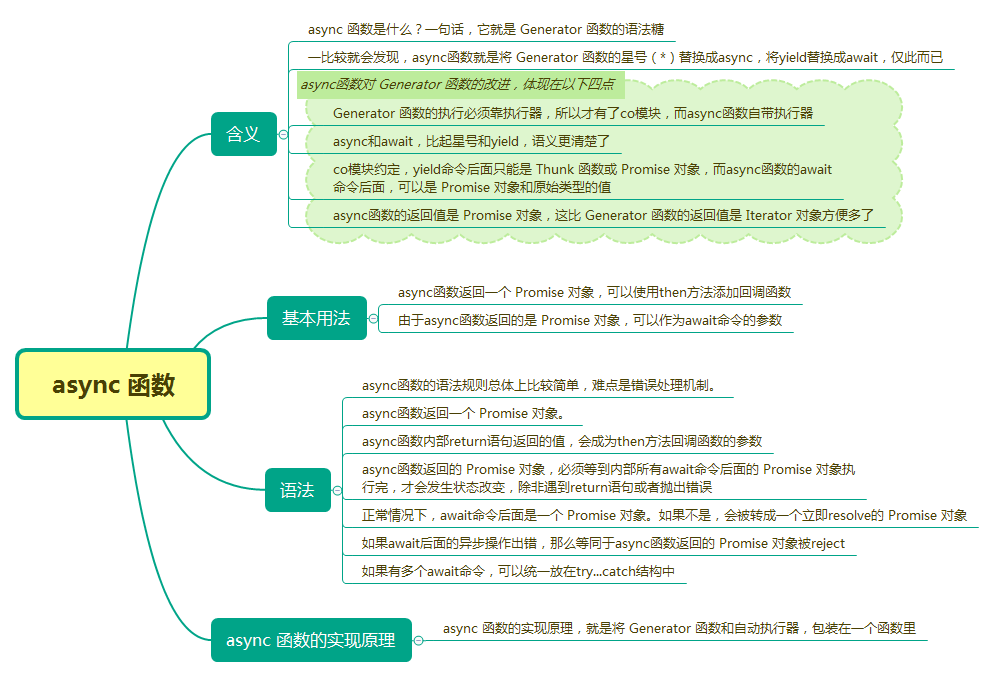 async 函数
含义
async 函数是什么？一句话，它就是 Generator 函数的语法糖
一比较就会发现，async函数就是将 Generator 函数的星号（*）替换成async，将yield替换成await，仅此而已
async函数对 Generator 函数的改进，体现在以下四点
Generator 函数的执行必须靠执行器，所以才有了co模块，而async函数自带执行器
async和await，比起星号和yield，语义更清楚了
co模块约定，yield命令后面只能是 Thunk 函数或 Promise 对象，而async函数的await
命令后面，可以是 Promise 对象和原始类型的值
async函数的返回值是 Promise 对象，这比 Generator 函数的返回值是 Iterator 对象方便多了
基本用法
async函数返回一个 Promise 对象，可以使用then方法添加回调函数
由于async函数返回的是 Promise 对象，可以作为await命令的参数
语法
async函数的语法规则总体上比较简单，难点是错误处理机制。
async函数返回一个 Promise 对象。
async函数内部return语句返回的值，会成为then方法回调函数的参数
async函数返回的 Promise 对象，必须等到内部所有await命令后面的 Promise 对象执
行完，才会发生状态改变，除非遇到return语句或者抛出错误
正常情况下，await命令后面是一个 Promise 对象。如果不是，会被转成一个立即resolve的 Promise 对象
如果await后面的异步操作出错，那么等同于async函数返回的 Promise 对象被reject
如果有多个await命令，可以统一放在try...catch结构中
async 函数的实现原理
async 函数的实现原理，就是将 Generator 函数和自动执行器，包装在一个函数里